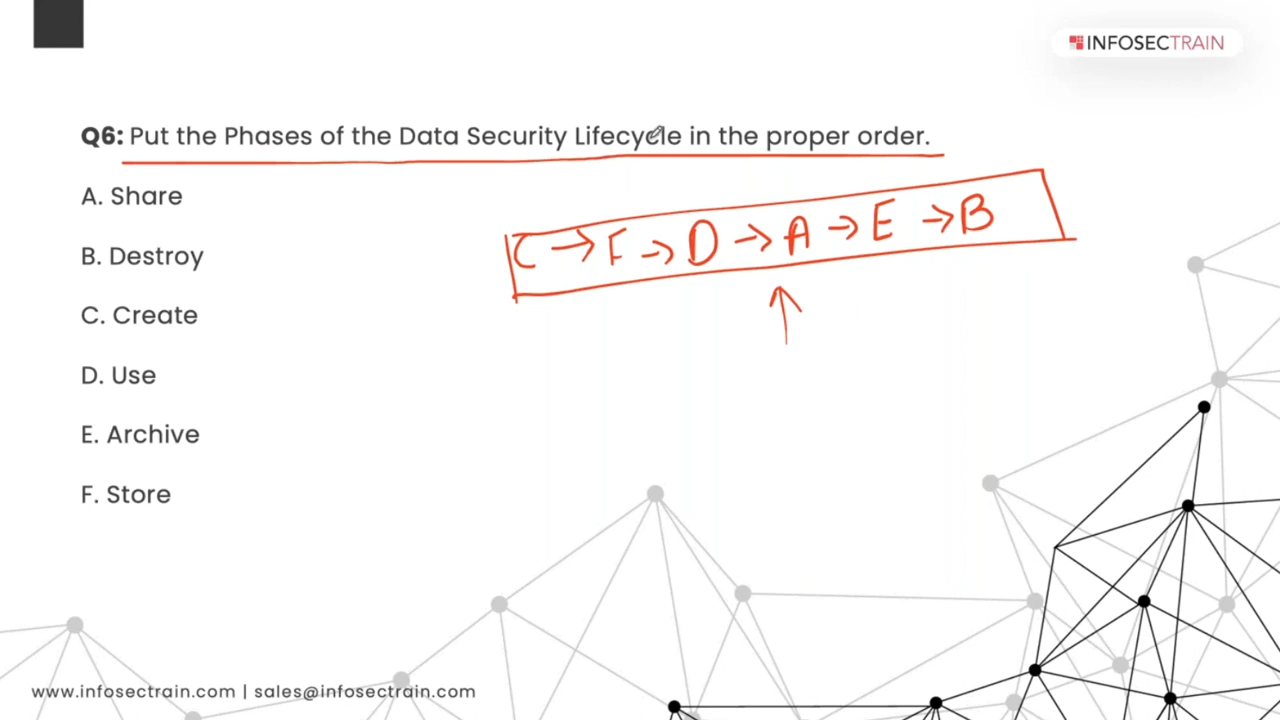 INFOSECTRAIN
Q6: Put the Phases of the Data Security Lifecycle in the proper order.
A. Share
C → F → D → A → E → B
B. Destroy
C. Create
D. Use
E. Archive
F. Store
www.infosectrain.com | sales@infosectrain.com